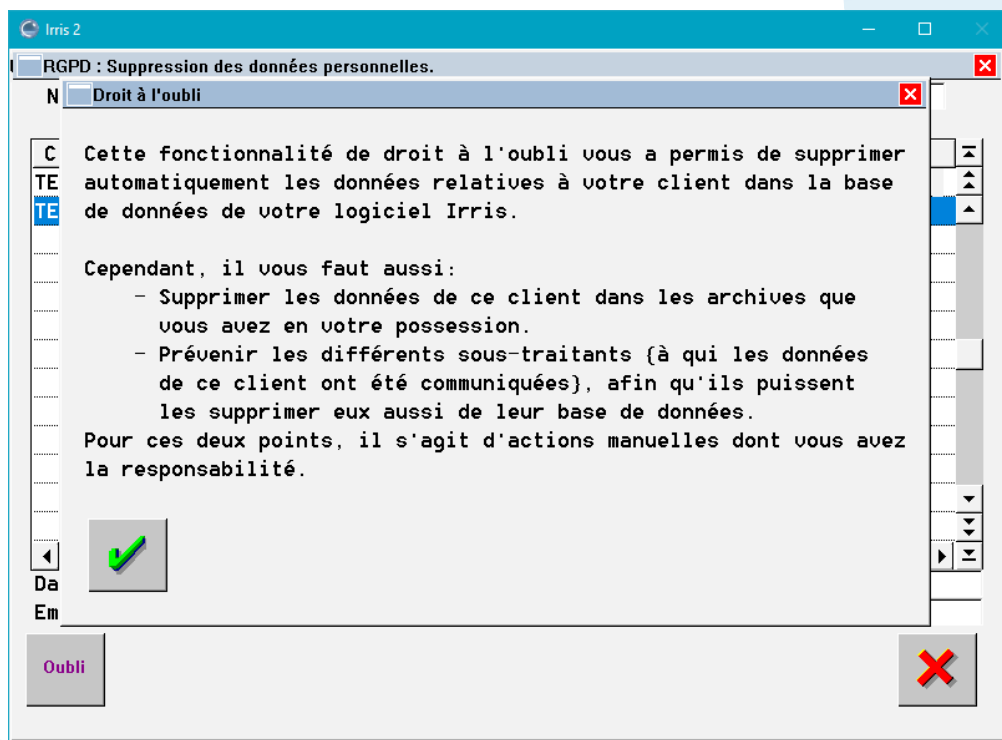 Irris 2
RGPD : Suppression des données personnelles.
N
Droit à l'oubli
C
TE
TE
Cette fonctionnalité de droit à l'oubli vous a permis de supprimer
automatiquement les données relatives à votre client dans la base
de données de votre logiciel Irris.
Cependant, il vous faut aussi:
- Supprimer les données de ce client dans les archives que
vous avez en votre possession.
- Prévenir les différents sous-traitants {à qui les données
de ce client ont été communiquées}, afin qu'ils puissent
les supprimer eux aussi de leur base de données.
Pour ces deux points, il s'agit d'actions manuelles dont vous avez
la responsabilité.
Da
Em
Oubli